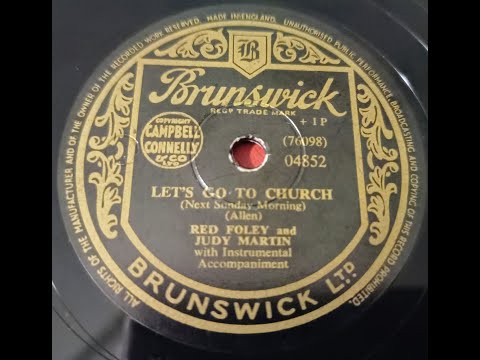 ALL RIGHTS OF THE MANUFACTURER AND OF THE OWNER OF THE RECORDED WORK RESERVED. MADE IN ENGLAND. UNAUTHORISED PUBLIC PERFORMANCE BROADCASTING AND COPYING OF THIS RECORD PROHIBITED.
B
Brunswick
REGD TRADE MARK
+ 1P
COPYRIGHT
CAMPBELL
CONNELLY
& CO
LTD
(76098)
04852
LET'S GO TO CHURCH
(Next Sunday Morning)
(Allen)
RED FOLEY and
JUDY MARTIN
with Instrumental
Accompaniment
BRUNSWICK LTD